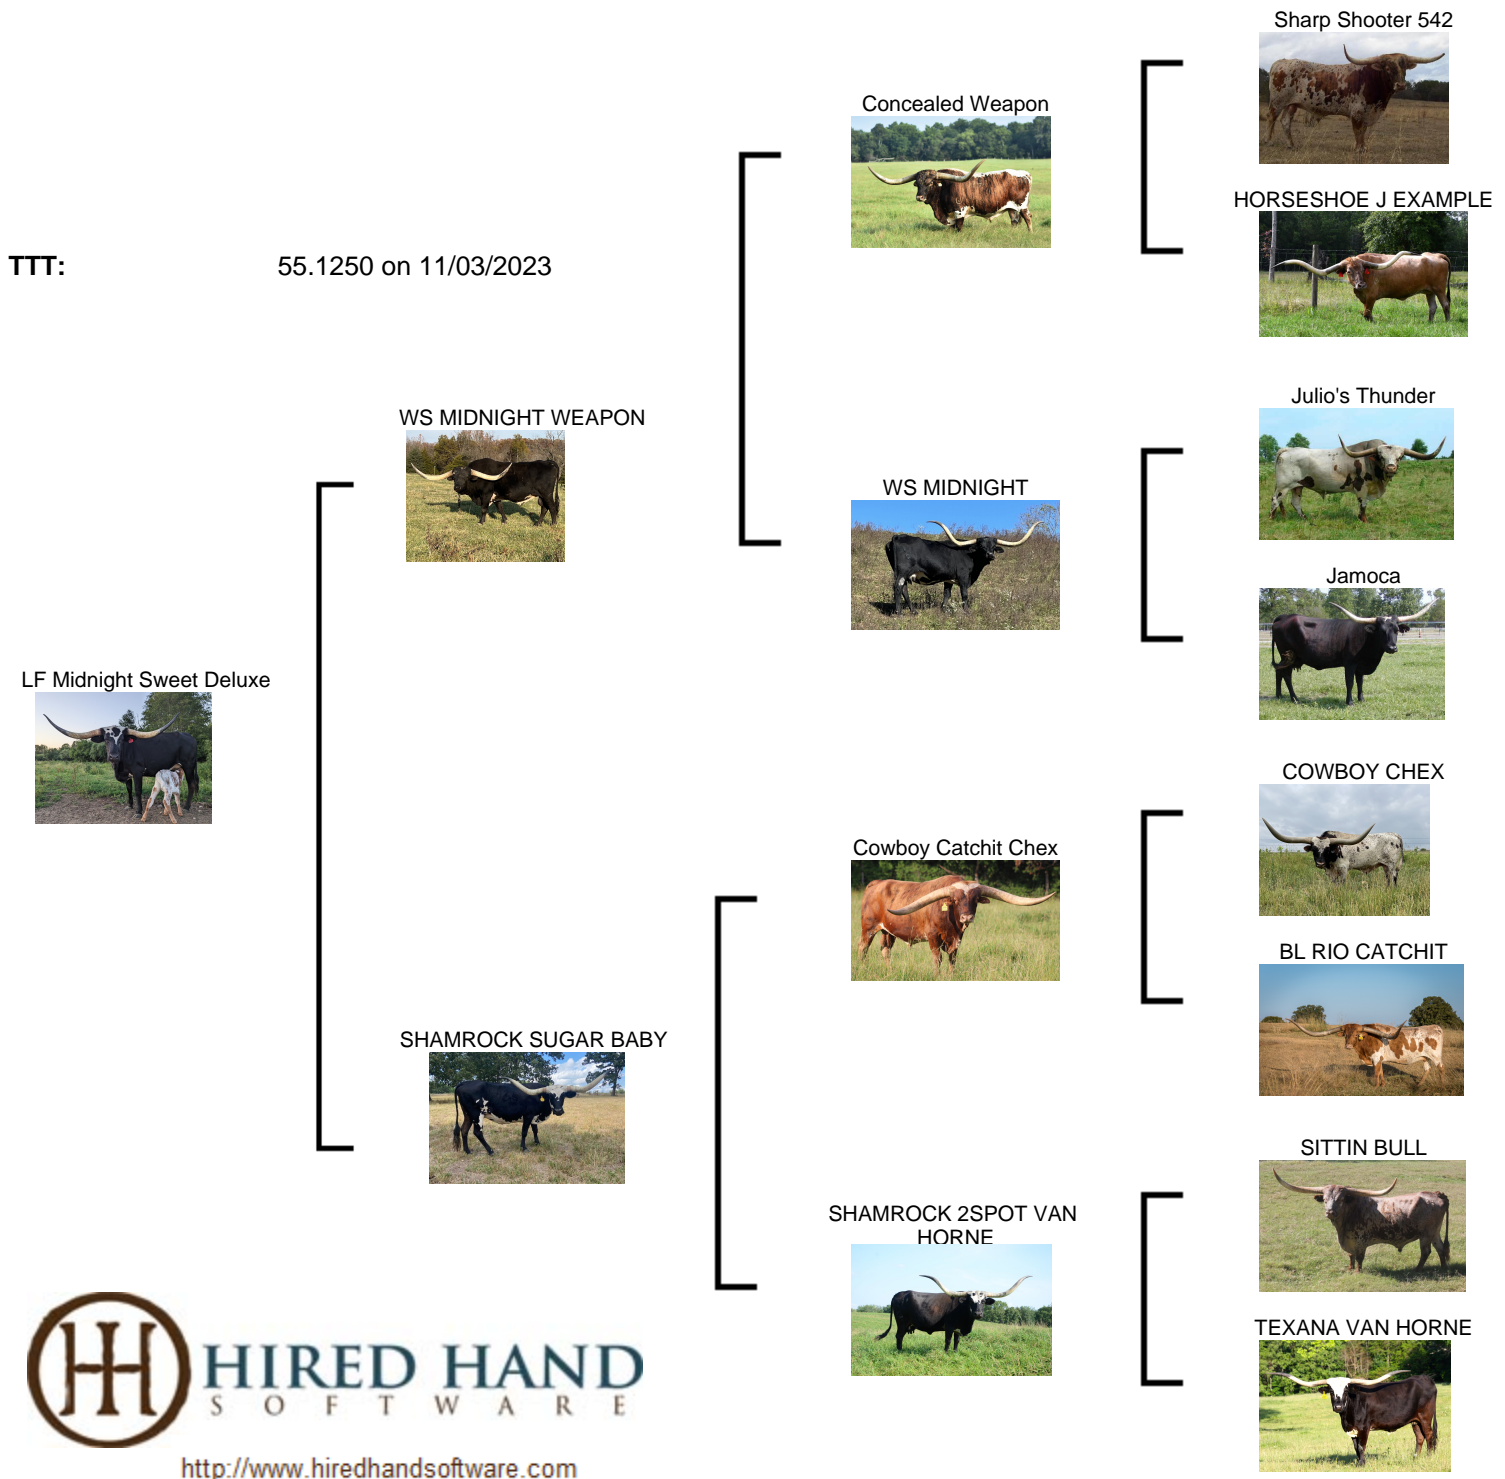 Sharp Shooter 542
Concealed Weapon
HORSESHOE J EXAMPLE
TTT: 55.1250 on 11/03/2023
Julio's Thunder
WS MIDNIGHT WEAPON
WS MIDNIGHT
Jamoca
LF Midnight Sweet Deluxe
COWBOY CHEX
Cowboy Catchit Chex
BL RIO CATCHIT
SHAMROCK SUGAR BABY
SITTIN BULL
SHAMROCK 2SPOT VAN
HORNE
TEXANA VAN HORNE
HIRED HAND
SOFTWARE
http://www.hiredhandsoftware.com